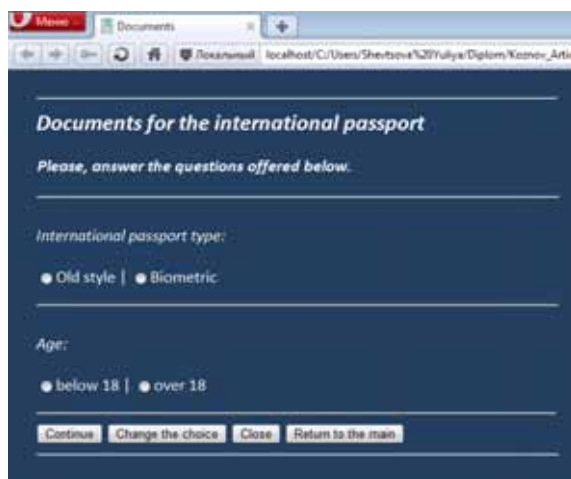 Меню
Documents
Локальный localhost/C:/Users/Shevtsova%20Yuliya/Diplom/Koznov_Arti
Documents for the international passport
Please, answer the questions offered below.
International passport type:
Old style | Biometric
Age:
below 18 | over 18
Continue Change the choice Close Return to the main